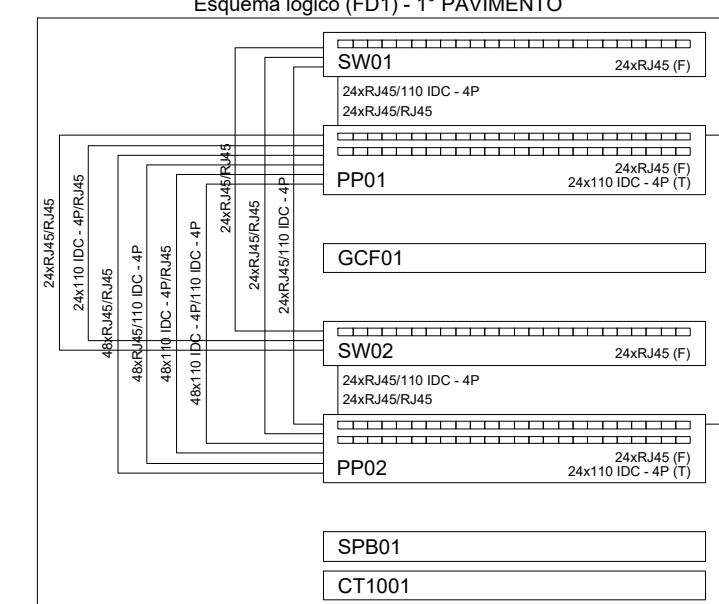 Esquema lógico (FD1) - 1° PAVIMENTO
SW01
24xRJ45 (F)
24xRJ45/110 IDC - 4P
24xRJ45/RJ45
24xRJ45 (F)
24x110 IDC - 4P (T)
PP01
24xRJ45/RJ45
24x110 IDC - 4P/RJ45
48xRJ45/RJ45
48xRJ45/110 IDC - 4P
48x110 IDC - 4P/RJ45
48x110 IDC - 4P/110 IDC - 4P
24xRJ45/RJ45
24xRJ45/RJ45
24xRJ45/110 IDC - 4P
GCF01
SW02
24xRJ45 (F)
24xRJ45/110 IDC - 4P
24xRJ45/RJ45
24xRJ45 (F)
24x110 IDC - 4P (T)
PP02
SPB01
CT1001